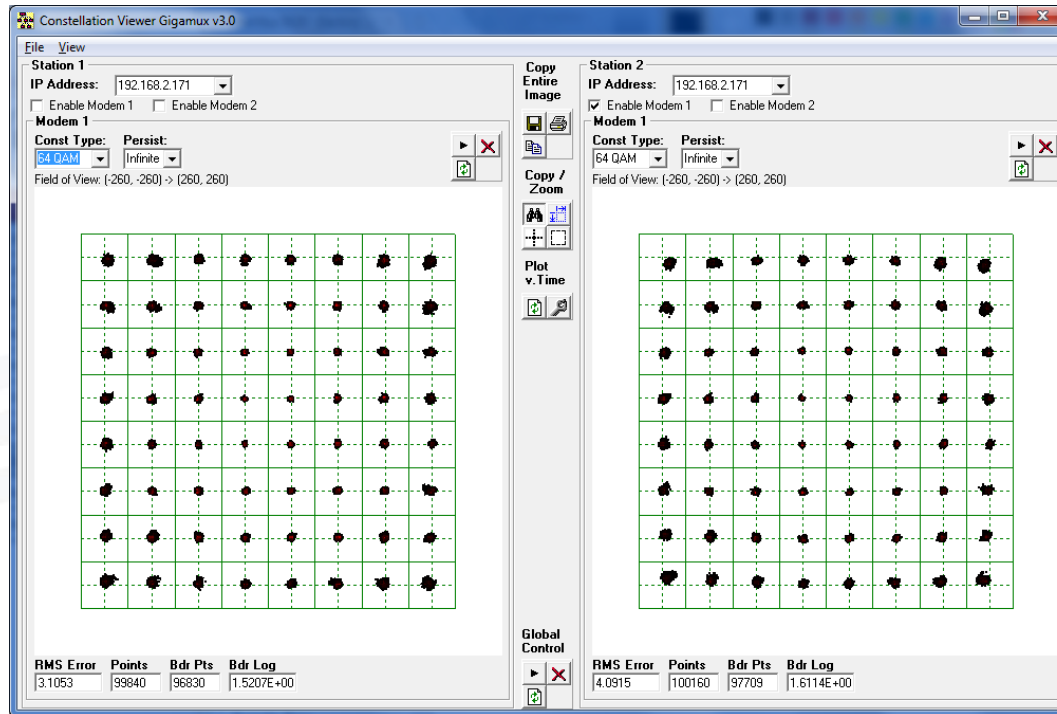 Constellation Viewer Gigamux v3.0
File View
Station 1
IP Address: 192.168.2.171
Enable Modem 1 Enable Modem 2
Modem 1
Const Type: Persist:
64 QAM Infinite
Field of View: (-260, -260) -> (260, 260)
RMS Error Points Bdr Pts Bdr Log
3.1053 99840 96830 1.5207E+00
Copy
Entire
Image
Copy /
Zoom
Plot
v.Time
Global
Control
Station 2
IP Address: 192.168.2.171
Enable Modem 1 Enable Modem 2
Modem 1
Const Type: Persist:
64 QAM Infinite
Field of View: (-260, -260) -> (260, 260)
RMS Error Points Bdr Pts Bdr Log
4.0915 100160 97709 1.6114E+00